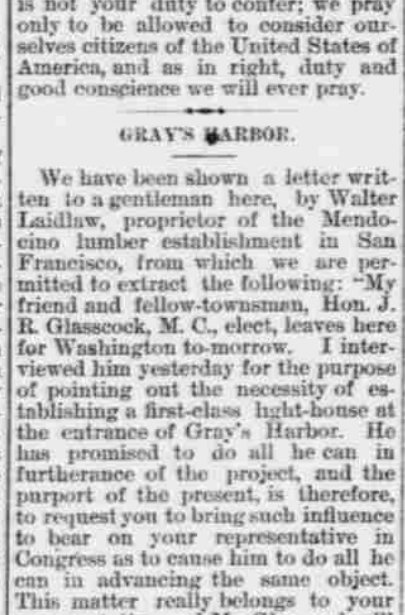 is not your duty to confer; we pray
only to be allowed to consider our-
selves citizens of the United States of
America, and as in right, duty and
good conscience we will ever pray.
GRAY'S HARBOR.
We have been shown a letter writ-
ten to a gentleman here, by Walter
Laidlaw, proprietor of the Mendo-
cino lumber establishment in San
Francisco, from which we are per-
mitted to extract the following: "My
friend and fellow-townsman, Hon. J.
R. Glasscock, M. C., elect, leaves here
for Washington to-morrow. I inter-
viewed him yesterday for the purpose
of pointing out the necessity of es-
tablishing a first-class light-house at
the entrance of Gray's Harbor. He
has promised to do all he can in
furtherance of the project, and the
purport of the present, is therefore,
to request you to bring such influence
to bear on your representative in
Congress as to cause him to do all he
can in advancing the same object.
This matter really belongs to your